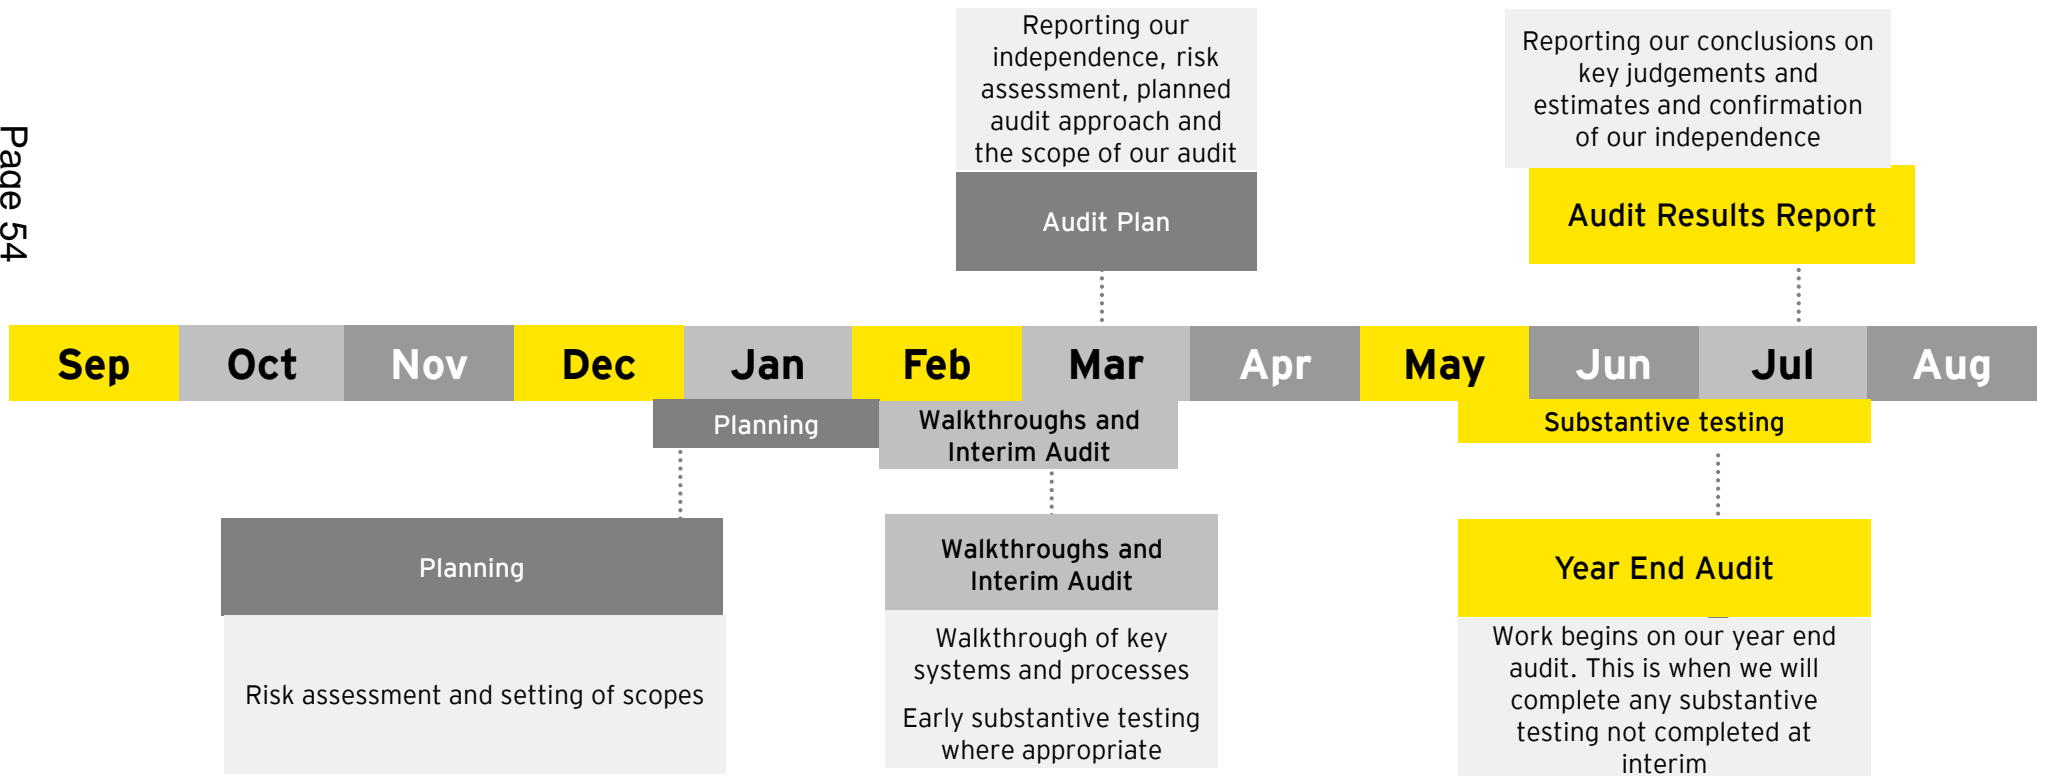 Page 54
Reporting our
independence, risk
assessment, planned
audit approach and
the scope of our audit
Audit Plan
Reporting our conclusions on
key judgements and
estimates and confirmation
of our independence
Audit Results Report
Sep Oct Nov Dec Jan Feb Mar Apr May Jun Jul Aug
Planning
Walkthroughs and
Interim Audit
Substantive testing
Planning
Risk assessment and setting of scopes
Walkthroughs and
Interim Audit
Walkthrough of key
systems and processes
Early substantive testing
where appropriate
Year End Audit
Work begins on our year end
audit. This is when we will
complete any substantive
testing not completed at
interim